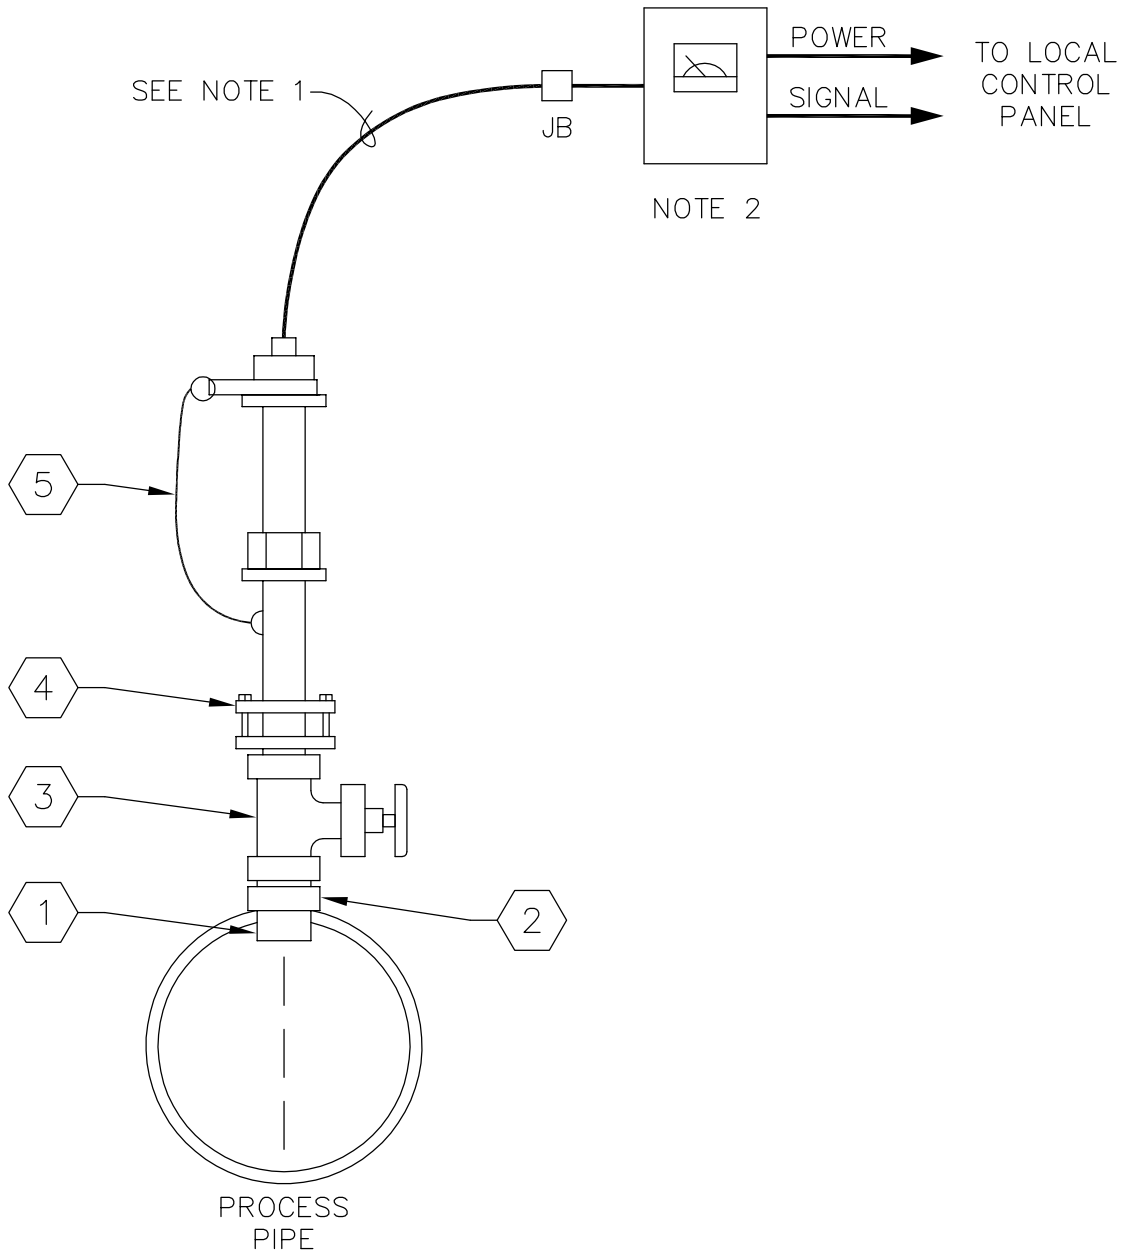 POWER
TO LOCAL
CONTROL
PANEL
SEE NOTE 1
SIGNAL
JB
NOTE 2
5
4
3
1
2
PROCESS
PIPE